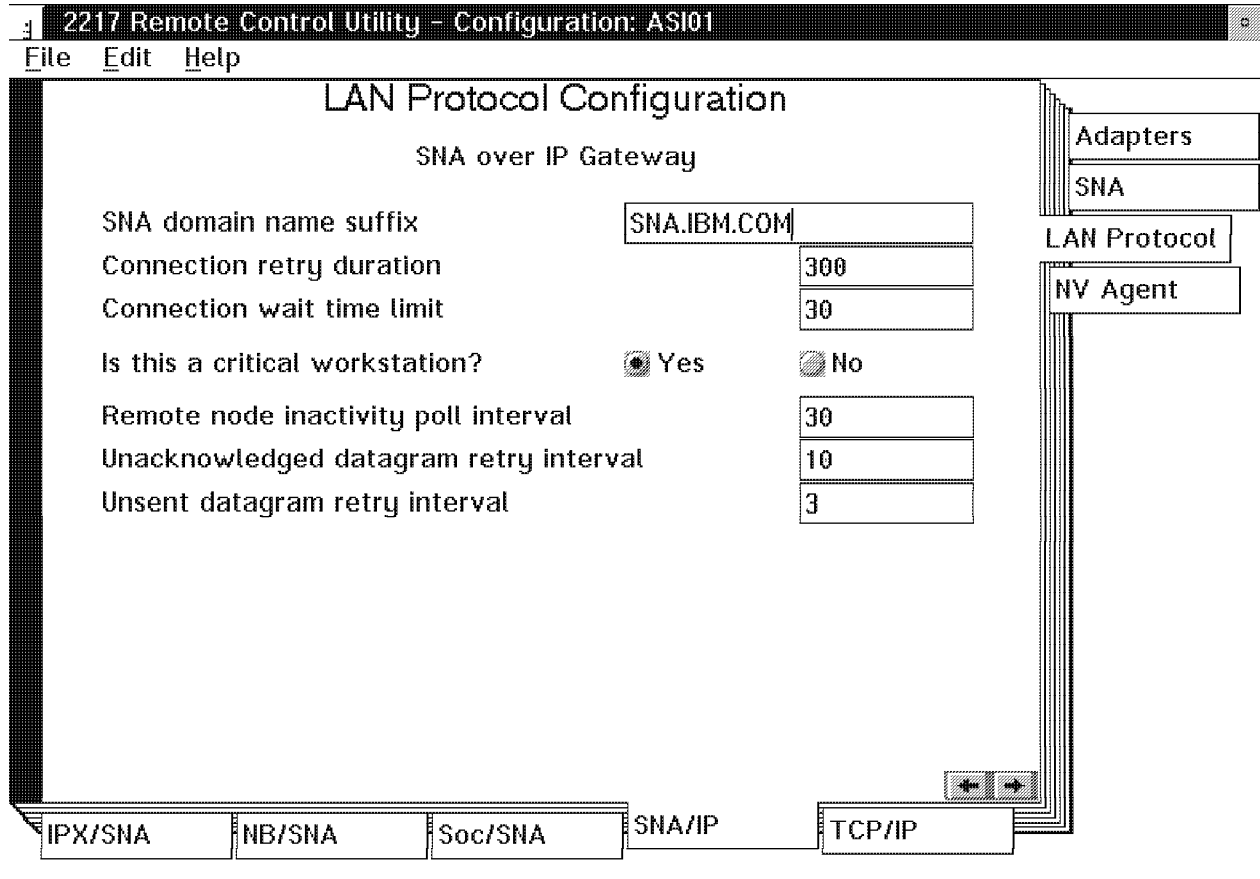 2217 Remote Control Utility - Configuration: ASI01
File Edit Help
LAN Protocol Configuration
SNA over IP Gateway
SNA domain name suffix SNA.IBM.COM
Connection retry duration 300
Connection wait time limit 30
Is this a critical workstation? Yes No
Remote node inactivity poll interval 30
Unacknowledged datagram retry interval 10
Unsent datagram retry interval 3
Adapters
SNA
LAN Protocol
NV Agent
IPX/SNA NB/SNA Soc/SNA SNA/IP TCP/IP